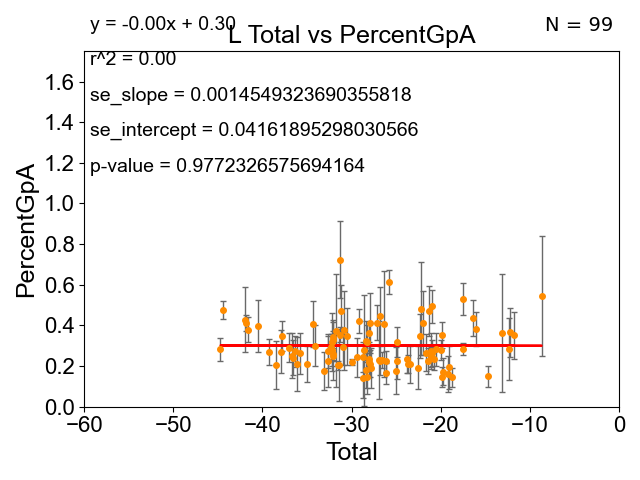 y = -0.00x + 0.30
N = 99
L Total vs PercentGpA
r^2 = 0.00
se_slope = 0.0014549323690355818
se_intercept = 0.04161895298030566
p-value = 0.9772326575694164
PercentGpA
1.6
1.4
1.2
1.0
0.8
0.6
0.4
0.2
0.0
−60
−50
−40
−30
−20
−10
0
Total